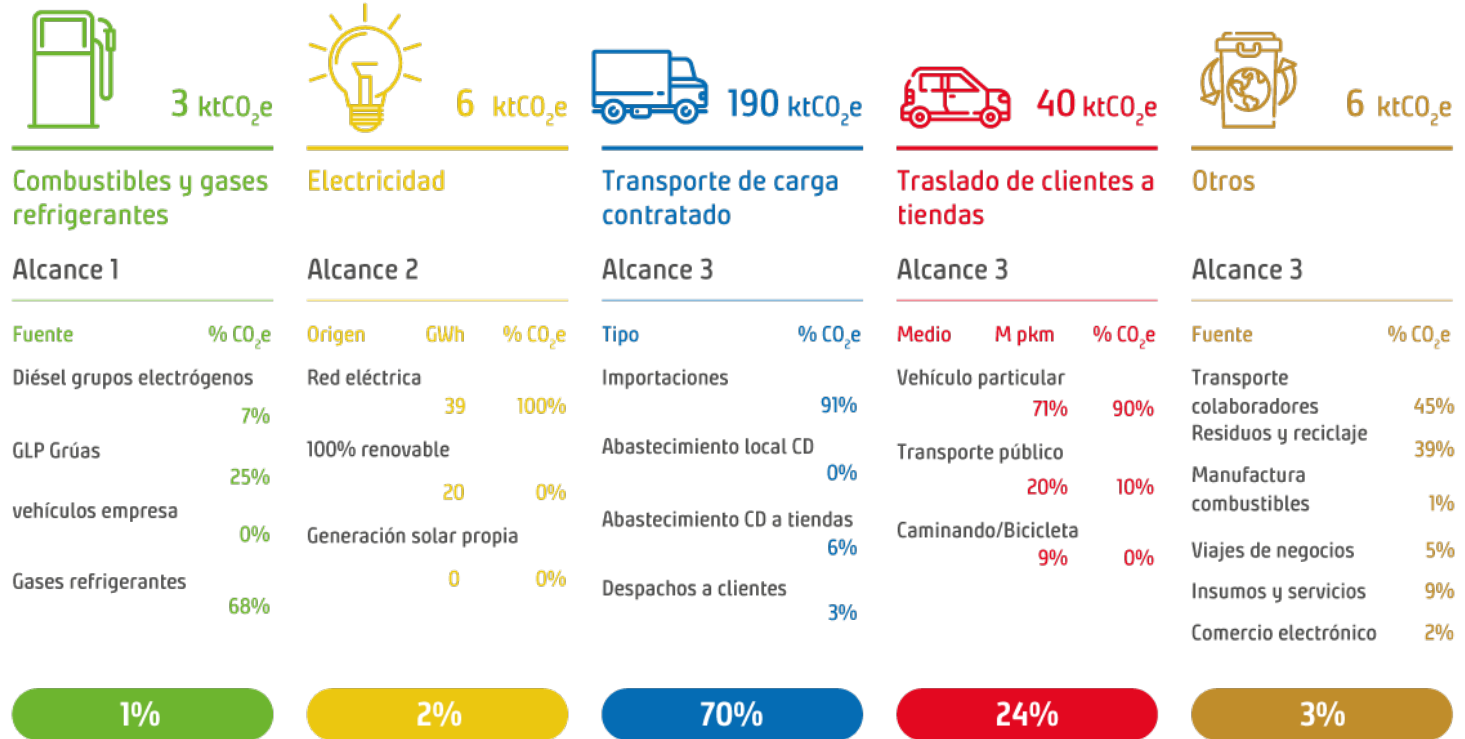 3 ktCO₂e
Combustibles y gases
refrigerantes
Alcance 1
Fuente % CO₂e
Diésel grupos electrógenos
7%
GLP Grúas
25%
vehículos empresa
0%
Gases refrigerantes
68%
1%
6 ktCO₂e
Electricidad
Alcance 2
Origen GWh % CO₂e
Red eléctrica
39 100%
100% renovable
20 0%
Generación solar propia
0 0%
2%
190 ktCO₂e
Transporte de carga
contratado
Alcance 3
Tipo % CO₂e
Importaciones
91%
Abastecimiento local CD
0%
Abastecimiento CD a tiendas
6%
Despachos a clientes
3%
70%
40 ktCO₂e
Traslado de clientes a
tiendas
Alcance 3
Medio M pkm % CO₂e
Vehículo particular
71% 90%
Transporte público
20% 10%
Caminando/Bicicleta
9% 0%
24%
6 ktCO₂e
Otros
Alcance 3
Fuente % CO₂e
Transporte
colaboradores 45%
Residuos y reciclaje 39%
Manufactura
combustibles 1%
Viajes de negocios 5%
Insumos y servicios 9%
Comercio electrónico 2%
3%